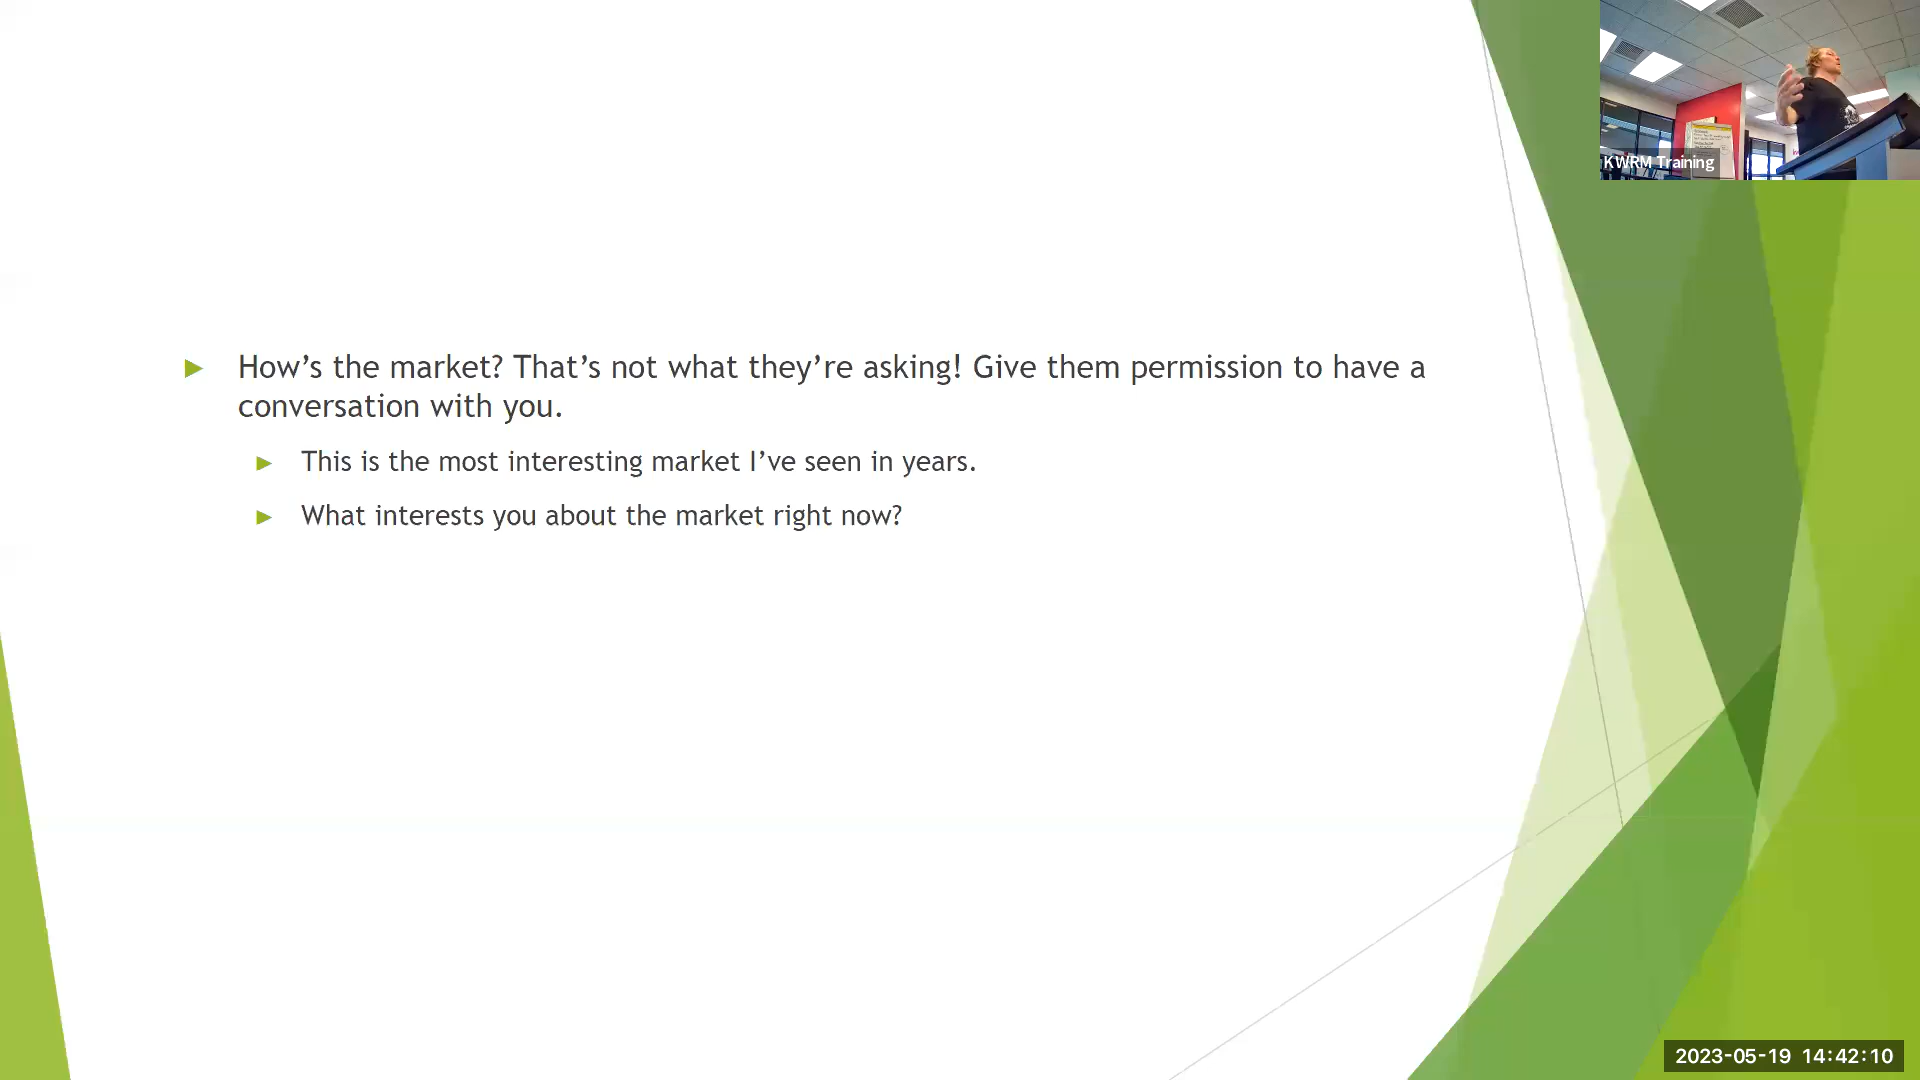 How’s the market? That’s not what they’re asking! Give them permission to have a
conversation with you.
This is the most interesting market I’ve seen in years.
What interests you about the market right now?
KWRM Training
2023-05-19 14:42:10